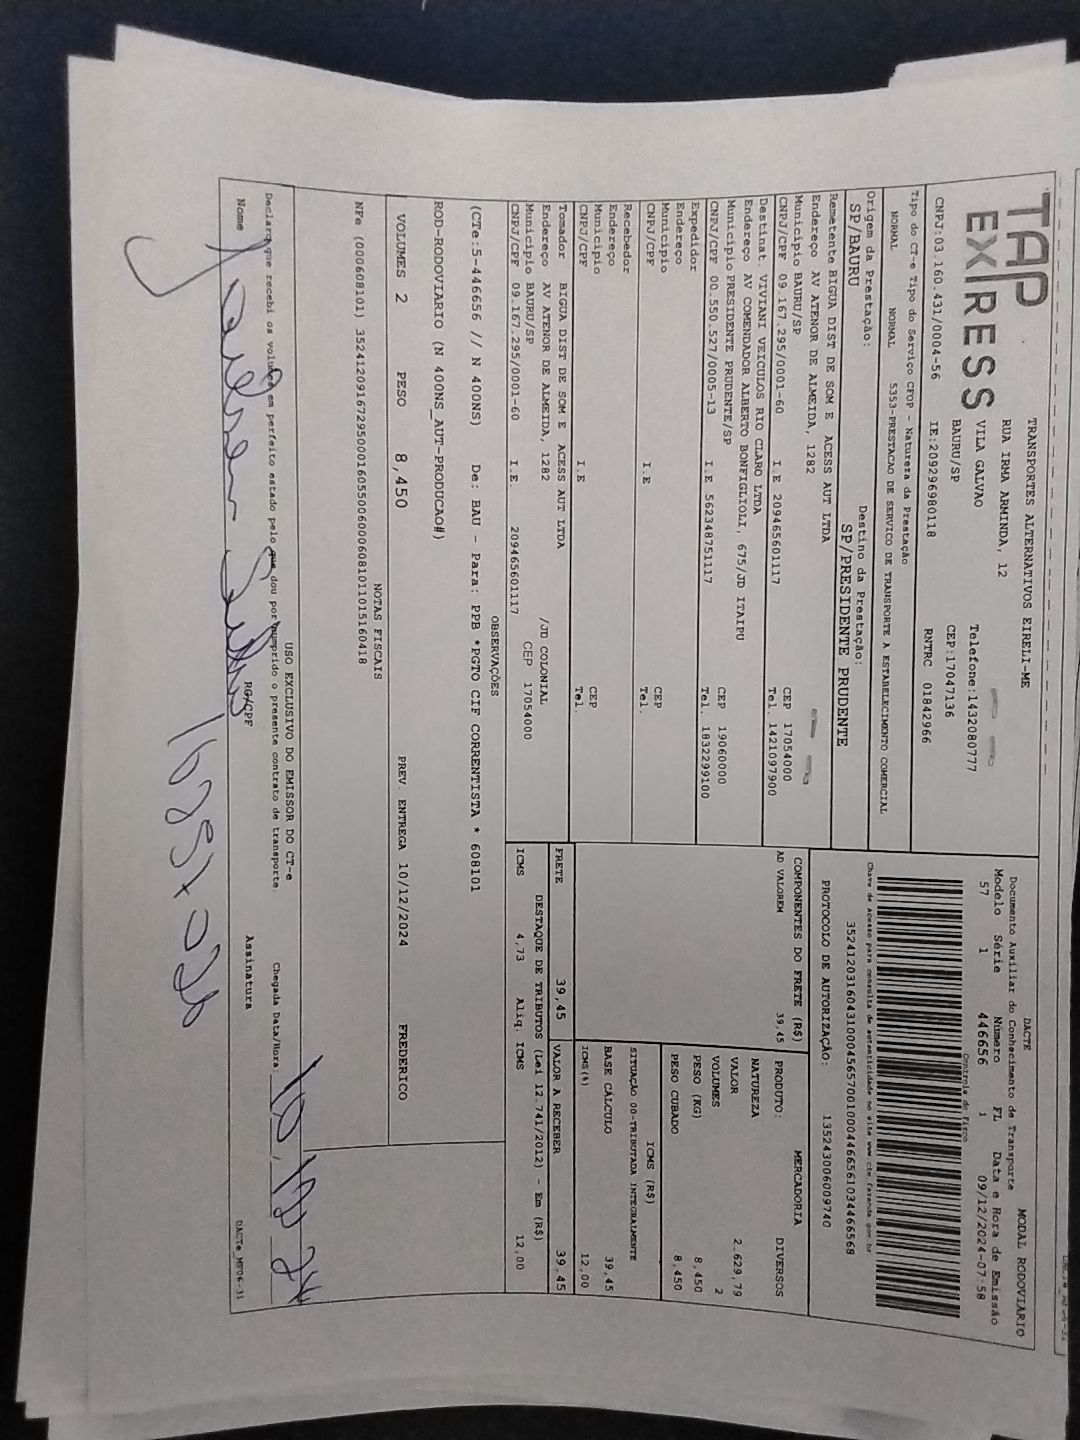 TAP
EXPRESS
TRANSPORTES ALTERNATIVOS EIRELI-ME
RUA IRMA ARMINDA, 12 Telefone:1432080777
VILA GALVAO CEP:17047136
BAURU/SP
CNPJ:03.160.431/0004-56 IE:209296980118 RNTRC 01842966
Tipo do CT-e Tipo do Serviço CFOP - Natureza da Prestação
NORMAL NORMAL 5353-PRESTACAO DE SERVICO DE TRANSPORTE A ESTABELECIMENTO COMERCIAL
Origem da Prestação: Destino da Prestação:
SP/BAURU SP/PRESIDENTE PRUDENTE
DACTE MODAL RODOVIARIO
Documento Auxiliar do Conhecimento de Transporte
Modelo Série Número FL Data e Hora de Emissão
57 1 446656 1 09/12/2024-07:58
Controle do Fisco
Chave de acesso para consulta de autenticidade no site www.cte.fazenda.gov.br
35241203160431000456570010004466561034466568
PROTOCOLO DE AUTORIZAÇÃO: 135243006009740
Remetente BIGUA DIST DE SOM E ACESS AUT LTDA
Endereço AV ATENOR DE ALMEIDA, 1282
Município BAURU/SP CEP 17054000
CNPJ/CPF 09.167.295/0001-60 I.E 209465601117 Tel. 1421097900
Destinat. VIVIANI VEICULOS RIO CLARO LTDA
Endereço AV COMENDADOR ALBERTO BONFIGLIOLI, 675/JD ITAIPU
Município PRESIDENTE PRUDENTE/SP CEP 19060000
CNPJ/CPF 00.550.527/0005-13 I.E 562348751117 Tel. 1832299100
Expedidor
Endereço
Município CEP
CNPJ/CPF I.E Tel.
Recebedor
Endereço
Município CEP
CNPJ/CPF I.E Tel.
Tomador BIGUA DIST DE SOM E ACESS AUT LTDA
Endereço AV ATENOR DE ALMEIDA, 1282 /JD COLONIAL
Município BAURU/SP CEP 17054000
CNPJ/CPF 09.167.295/0001-60 I.E. 209465601117
COMPONENTES DO FRETE (R$)
AD VALOREM 39,45
FRETE 39,45
MERCADORIA
PRODUTO: DIVERSOS
NATUREZA
VALOR 2.629,79
VOLUMES 2
PESO (KG) 8,450
PESO CUBADO 8,450
ICMS (R$)
SITUAÇÃO 00-TRIBUTADA INTEGRALMENTE
BASE CÁLCULO 39,45
ICMS(%) 12,00
VALOR A RECEBER 39,45
DESTAQUE DE TRIBUTOS (Lei 12.741/2012) - Em (R$)
ICMS 4,73 Aliq. ICMS 12,00
OBSERVAÇÕES
(CTe:5-446656 // N 400NS) De: BAU - Para: PPB *PGTO CIF CORRENTISTA * 608101
ROD-RODOVIARIO (N 400NS_AUT-PRODUCAO#)
VOLUMES 2 PESO 8,450 PREV. ENTREGA 10/12/2024 FREDERICO
NOTAS FISCAIS
NFe (000608101) 35241209167295000160550060006081011015160418
USO EXCLUSIVO DO EMISSOR DO CT-e
Declaro que recebi os volumes em perfeito estado pelo que dou por cumprido o presente contrato de transporte. Chegada Data/Hora: 10 / 12 24
Nome RG/CPF Assinatura
DACTe_MF06-31